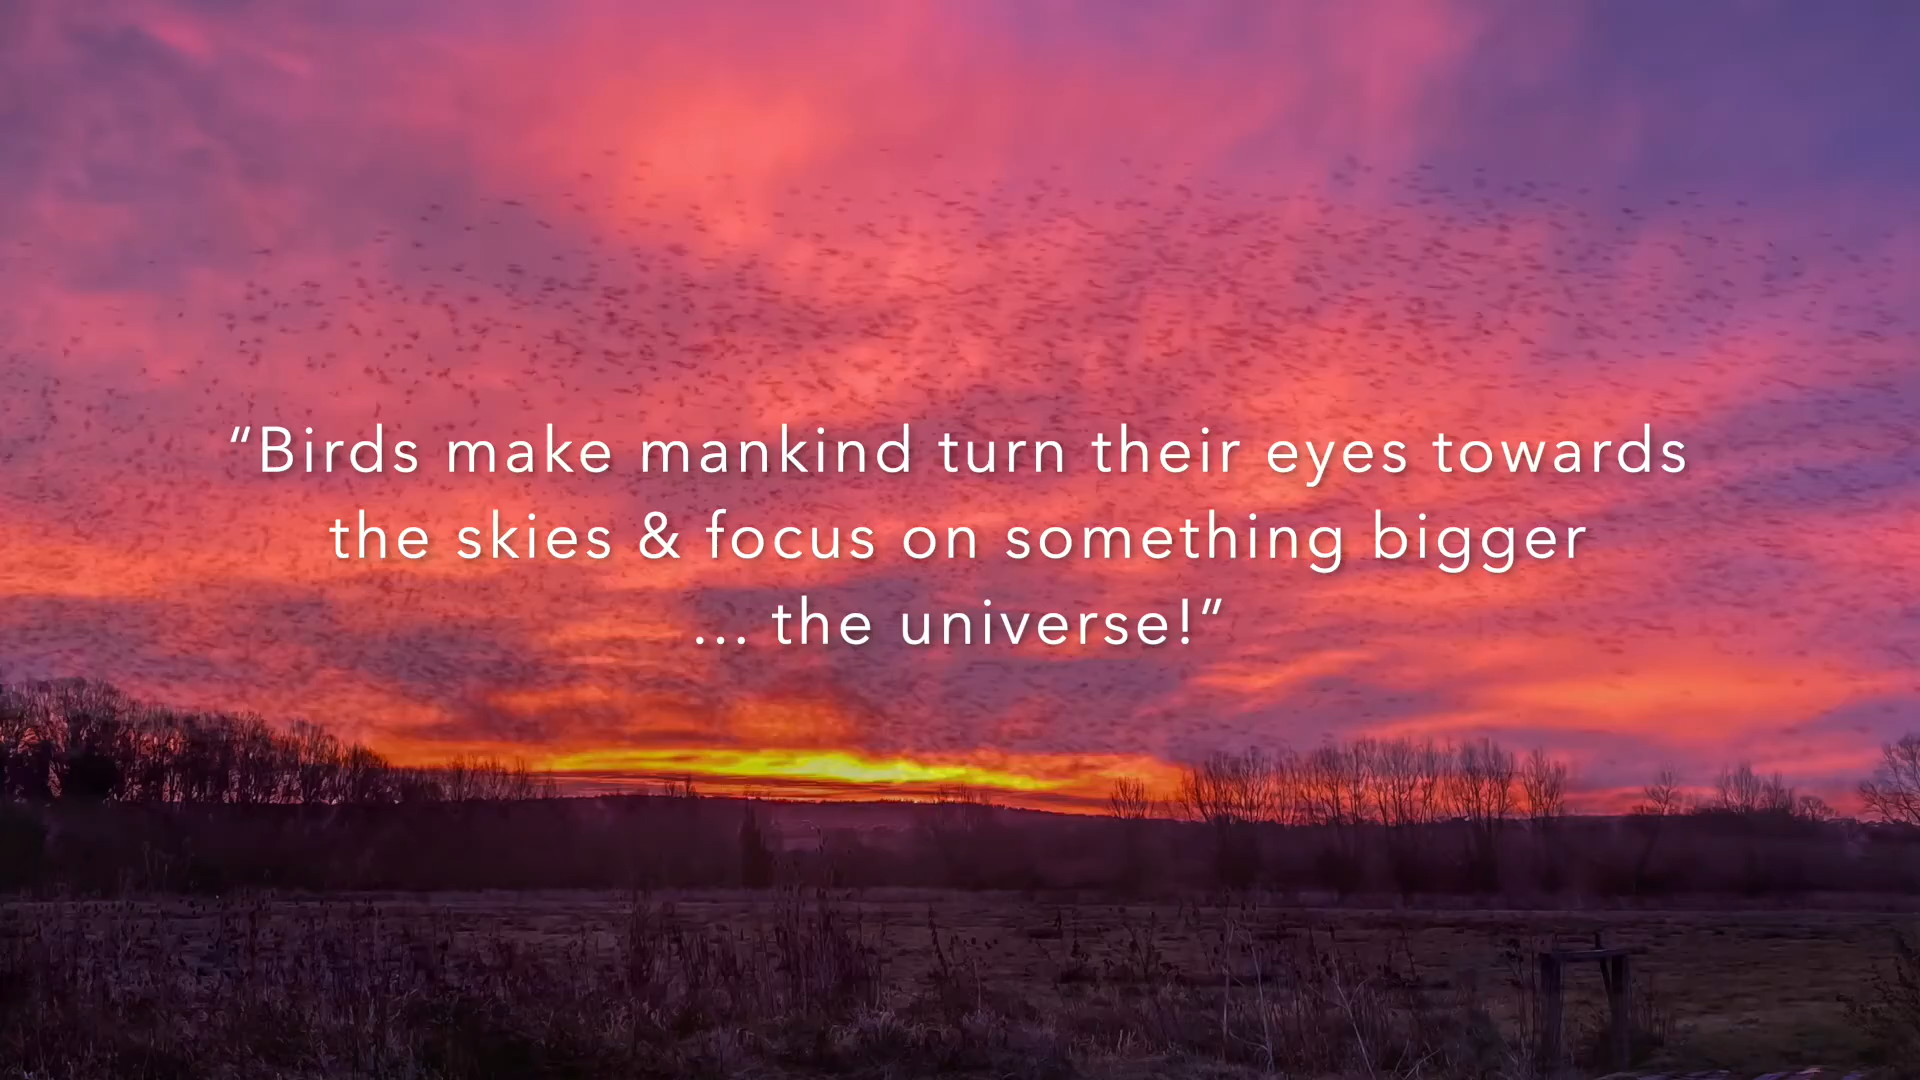 “Birds make mankind turn their eyes towards
the skies & focus on something bigger
... the universe!”